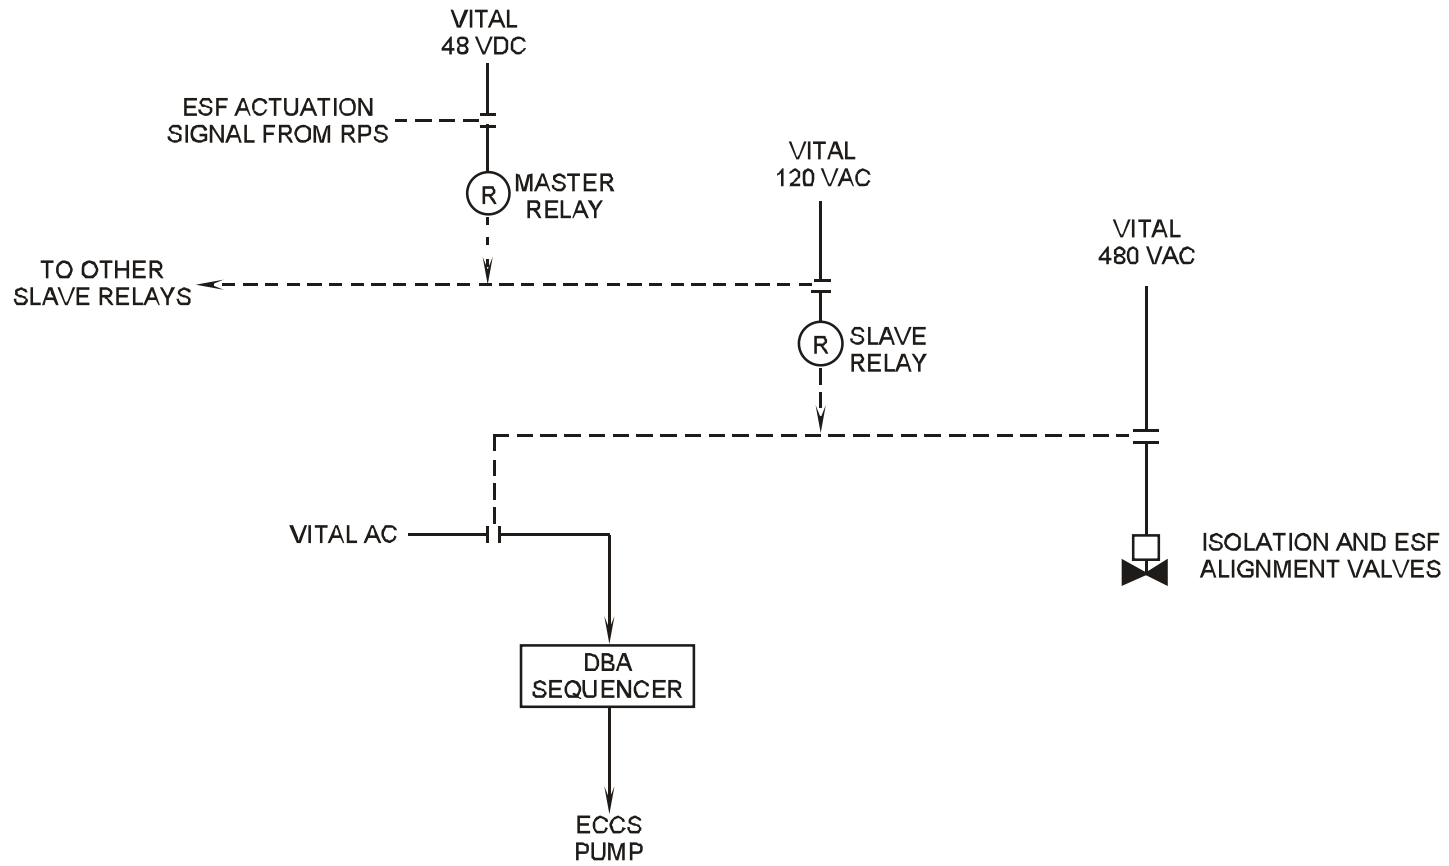 VITAL
48 VDC
ESF ACTUATION
SIGNAL FROM RPS
VITAL
120 VAC
R
MASTER
RELAY
VITAL
480 VAC
TO OTHER
SLAVE RELAYS
R
SLAVE
RELAY
VITAL AC
ISOLATION AND ESF
ALIGNMENT VALVES
DBA
SEQUENCER
ECCS
PUMP